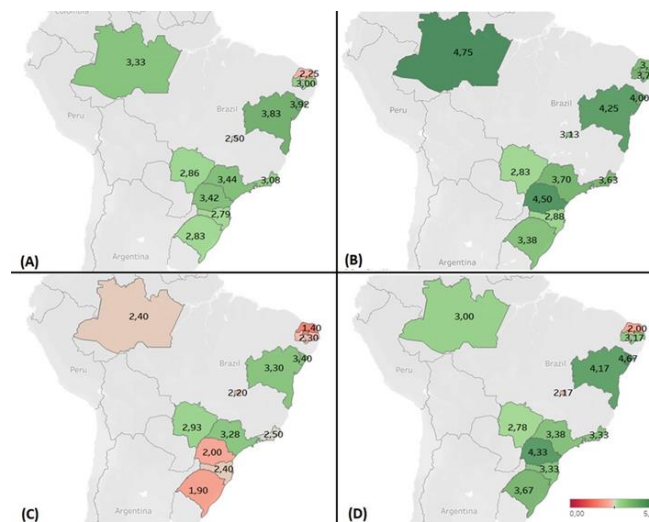 Colombia
3,33
2,25
3,00
3,92
Brazil
3,83
Peru
2,50
2,86
3,44
3,08
3,42
2,79
2,83
(A)
Argentina
4,75
4,00
Brazil
4,25
Peru
3,13
2,83
3,70
3,63
4,50
2,88
3,38
(B)
Argentina
2,40
1,40
2,30
3,40
Brazil
3,30
Peru
2,20
2,93
3,28
2,50
2,00
2,40
1,90
(C)
Argentina
3,00
2,00
3,17
4,67
Brazil
4,17
Peru
2,17
2,78
3,38
3,33
4,33
3,33
3,67
(D)
Argentina
0,00